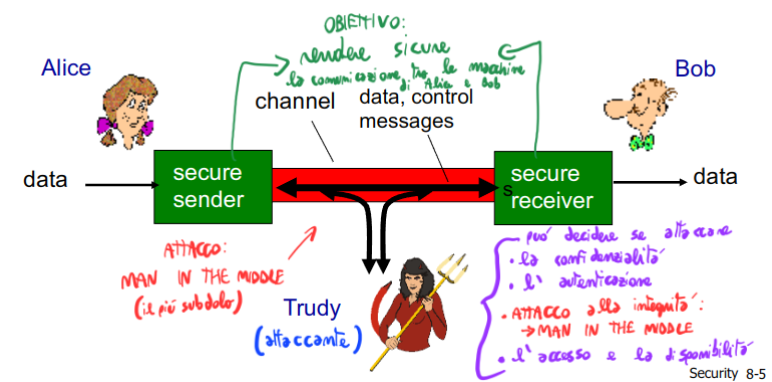 OBIETTIVO:
rendere sicure
la comunicazione tra le macchine
di Alice e Bob
Alice
Bob
channel
data, control
messages
data
secure
sender
s
secure
receiver
data
ATTACCO:
MAN IN THE MIDDLE
(il più subdolo)
Trudy
(attaccante)
può decidere se attaccare
• la confidenzialità
• l'autenticazione
• ATTACCO alla integrità:
→ MAN IN THE MIDDLE
• l'accesso e la disponibilità
Security 8-5